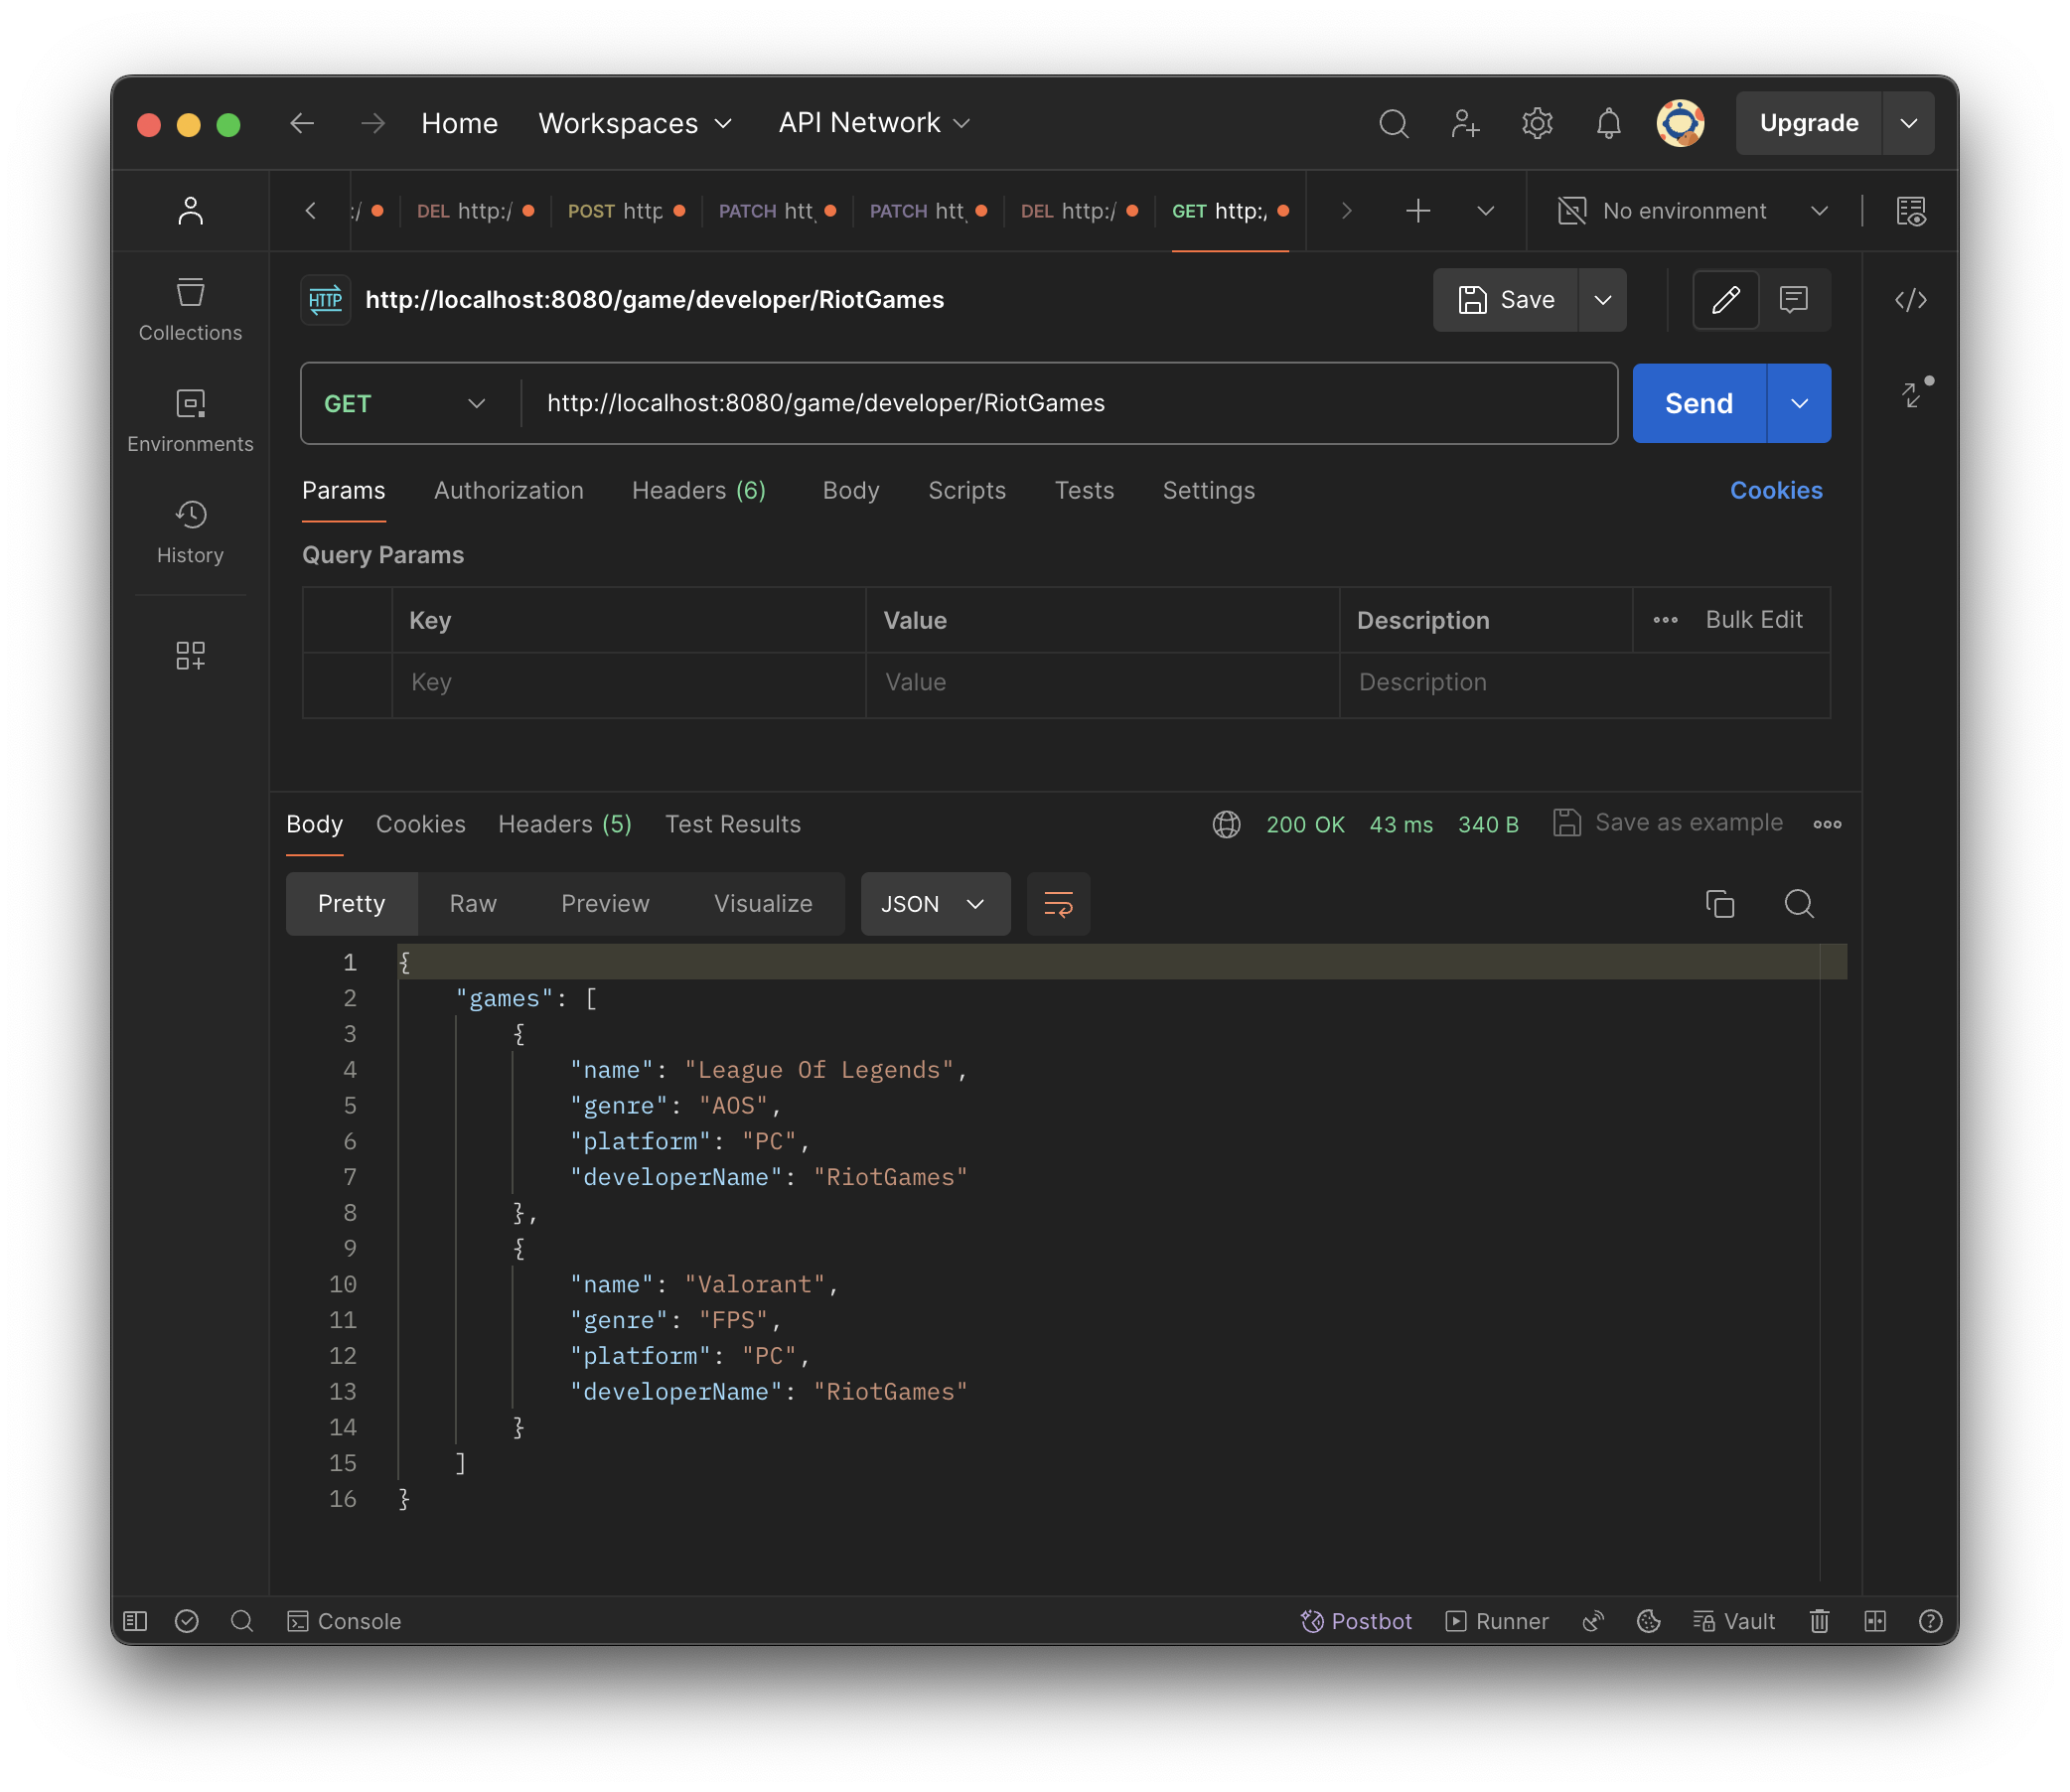 Home Workspaces API Network Upgrade
:/ DEL http:/ POST http PATCH htt PATCH htt DEL http:/ GET http:/ No environment
HTTP http://localhost:8080/game/developer/RiotGames Save
Collections
GET http://localhost:8080/game/developer/RiotGames Send
Environments
Params Authorization Headers (6) Body Scripts Tests Settings Cookies
History
Query Params
Key Value Description Bulk Edit
Key Value Description
Body Cookies Headers (5) Test Results 200 OK 43 ms 340 B Save as example
Pretty Raw Preview Visualize JSON
1 {
2 "games": [
3 {
4 "name": "League Of Legends",
5 "genre": "AOS",
6 "platform": "PC",
7 "developerName": "RiotGames"
8 },
9 {
10 "name": "Valorant",
11 "genre": "FPS",
12 "platform": "PC",
13 "developerName": "RiotGames"
14 }
15 ]
16 }
Console Postbot Runner Vault